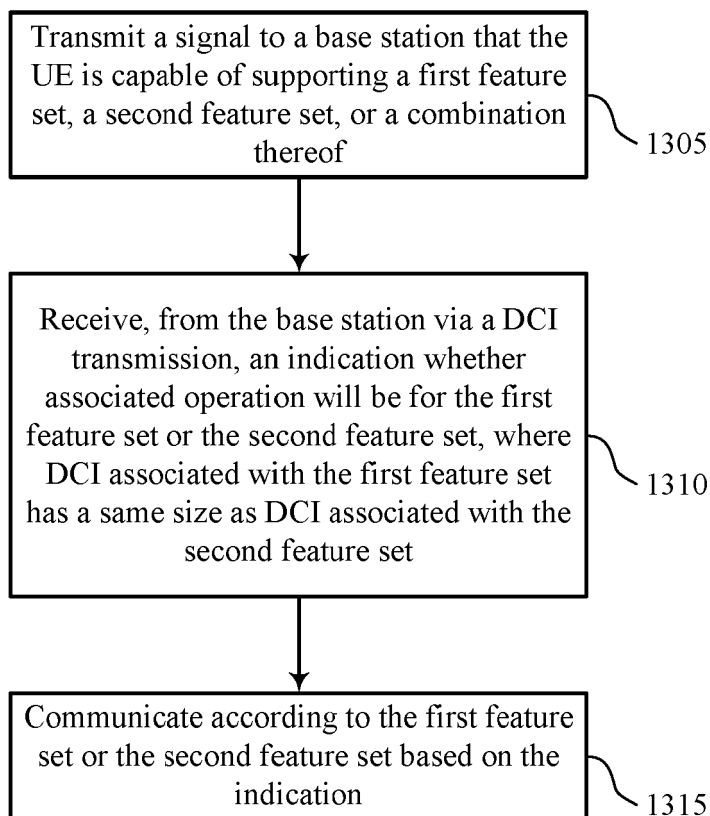 Transmit a signal to a base station that the
UE is capable of supporting a first feature
set, a second feature set, or a combination
thereof
1305
Receive, from the base station via a DCI
transmission, an indication whether
associated operation will be for the first
feature set or the second feature set, where
DCI associated with the first feature set
has a same size as DCI associated with the
second feature set
1310
Communicate according to the first feature
set or the second feature set based on the
indication
1315